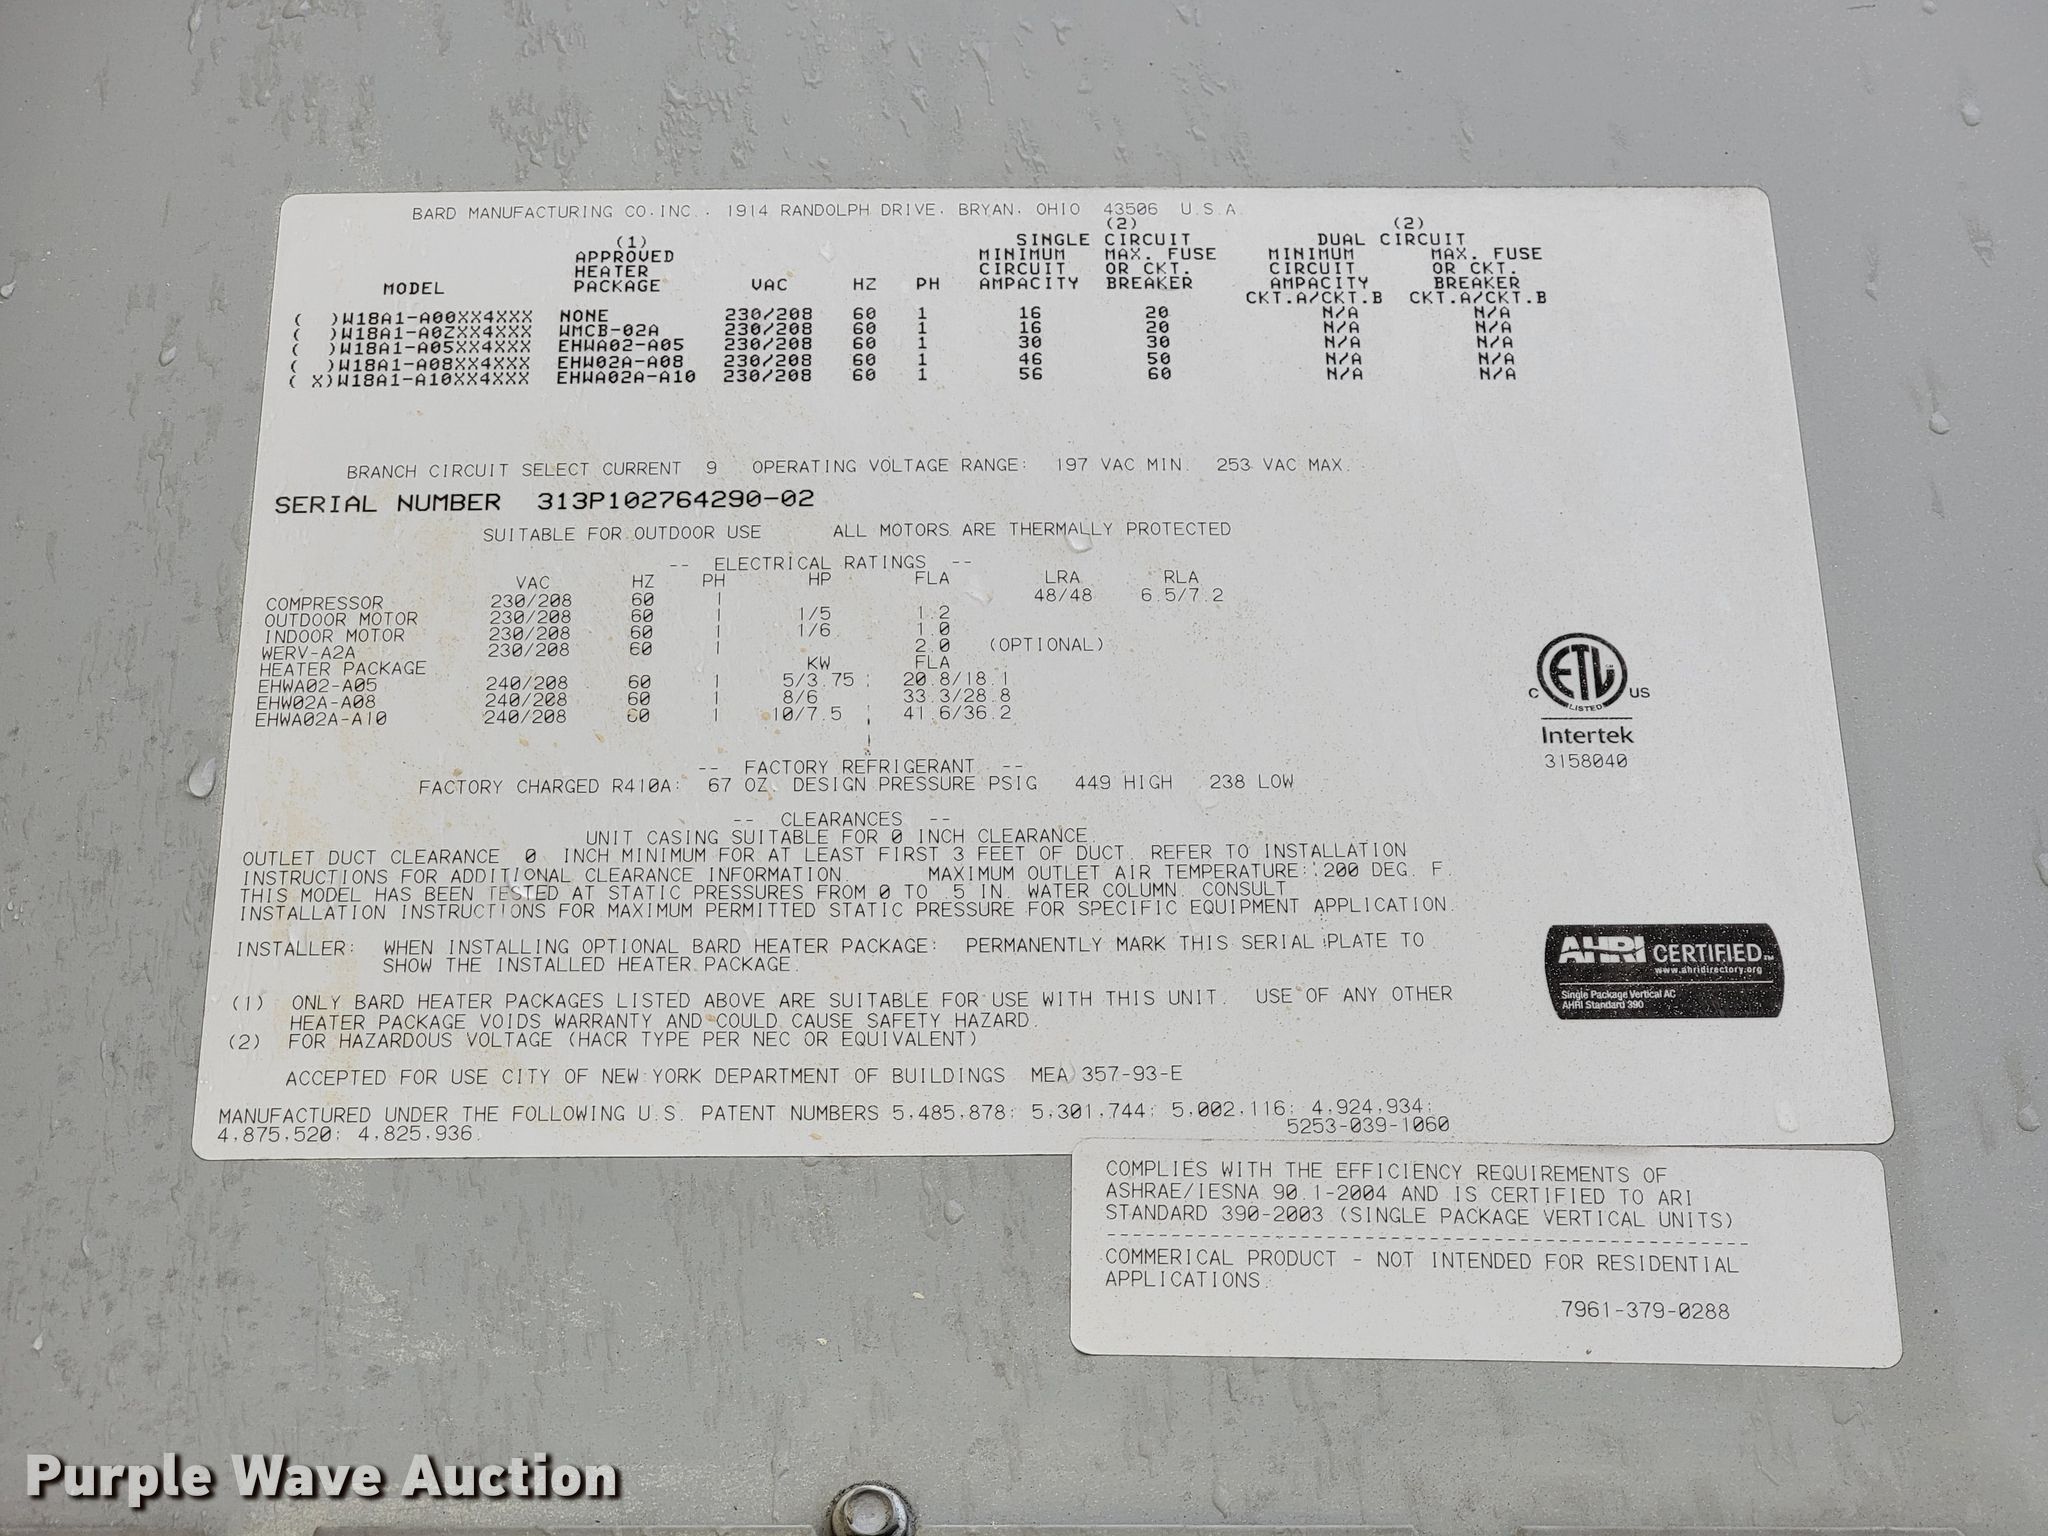 BARD MANUFACTURING CO.INC., 1914 RANDOLPH DRIVE, BRYAN, OHIO 43506 U.S.A.
(2) (2)
(1) SINGLE CIRCUIT DUAL CIRCUIT
APPROVED MINIMUM MAX. FUSE MINIMUM MAX. FUSE
HEATER CIRCUIT OR CKT. CIRCUIT OR CKT.
MODEL PACKAGE VAC HZ PH AMPACITY BREAKER AMPACITY BREAKER
CKT.A/CKT.B CKT.A/CKT.B
( )W18A1-A00XX4XXX NONE 230/208 60 1 16 20 N/A N/A
( )W18A1-A0ZXX4XXX WMCB-02A 230/208 60 1 16 20 N/A N/A
( )W18A1-A05XX4XXX EHWA02-A05 230/208 60 1 30 30 N/A N/A
( )W18A1-A08XX4XXX EHW02A-A08 230/208 60 1 46 50 N/A N/A
( X)W18A1-A10XX4XXX EHWA02A-A10 230/208 60 1 56 60 N/A N/A
BRANCH CIRCUIT SELECT CURRENT 9 OPERATING VOLTAGE RANGE: 197 VAC MIN. 253 VAC MAX.
SERIAL NUMBER 313P102764290-02
SUITABLE FOR OUTDOOR USE ALL MOTORS ARE THERMALLY PROTECTED
-- ELECTRICAL RATINGS --
VAC HZ PH HP FLA LRA RLA
COMPRESSOR 230/208 60 1 48/48 6.5/7.2
OUTDOOR MOTOR 230/208 60 1 1/5 1.2
INDOOR MOTOR 230/208 60 1 1/6 1.0
WERV-A2A 230/208 60 1 2.0 (OPTIONAL)
HEATER PACKAGE KW FLA
EHWA02-A05 240/208 60 1 5/3.75 20.8/18.1
EHW02A-A08 240/208 60 1 8/6 33.3/28.8
EHWA02A-A10 240/208 60 1 10/7.5 41.6/36.2
-- FACTORY REFRIGERANT --
FACTORY CHARGED R410A: 67 OZ. DESIGN PRESSURE PSIG 449 HIGH 238 LOW
-- CLEARANCES --
UNIT CASING SUITABLE FOR 0 INCH CLEARANCE.
OUTLET DUCT CLEARANCE 0 INCH MINIMUM FOR AT LEAST FIRST 3 FEET OF DUCT. REFER TO INSTALLATION
INSTRUCTIONS FOR ADDITIONAL CLEARANCE INFORMATION. MAXIMUM OUTLET AIR TEMPERATURE: 200 DEG. F.
THIS MODEL HAS BEEN TESTED AT STATIC PRESSURES FROM 0 TO .5 IN. WATER COLUMN. CONSULT
INSTALLATION INSTRUCTIONS FOR MAXIMUM PERMITTED STATIC PRESSURE FOR SPECIFIC EQUIPMENT APPLICATION.
INSTALLER: WHEN INSTALLING OPTIONAL BARD HEATER PACKAGE: PERMANENTLY MARK THIS SERIAL PLATE TO
SHOW THE INSTALLED HEATER PACKAGE.
(1) ONLY BARD HEATER PACKAGES LISTED ABOVE ARE SUITABLE FOR USE WITH THIS UNIT. USE OF ANY OTHER
HEATER PACKAGE VOIDS WARRANTY AND COULD CAUSE SAFETY HAZARD.
(2) FOR HAZARDOUS VOLTAGE (HACR TYPE PER NEC OR EQUIVALENT)
ACCEPTED FOR USE CITY OF NEW YORK DEPARTMENT OF BUILDINGS MEA 357-93-E
MANUFACTURED UNDER THE FOLLOWING U.S. PATENT NUMBERS 5,485,878; 5,301,744; 5,002,116; 4,924,934;
4,875,520; 4,825,936. 5253-039-1060
C ETL US
LISTED
Intertek
3158040
AHRI CERTIFIED™
www.ahridirectory.org
Single Package Vertical AC
AHRI Standard 390
COMPLIES WITH THE EFFICIENCY REQUIREMENTS OF
ASHRAE/IESNA 90.1-2004 AND IS CERTIFIED TO ARI
STANDARD 390-2003 (SINGLE PACKAGE VERTICAL UNITS)
COMMERICAL PRODUCT - NOT INTENDED FOR RESIDENTIAL
APPLICATIONS.
7961-379-0288
Purple Wave Auction